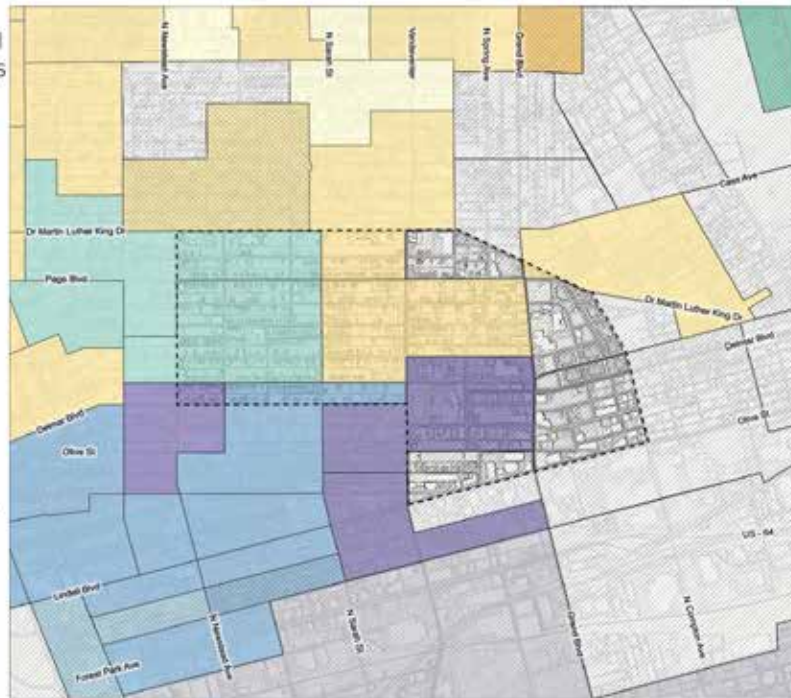 N Newstead Ave
N Sarah St
Vandeventer
N Spring Ave
Grand Blvd
Cass Ave
Dr Martin Luther King Dr
Page Blvd
Dr Martin Luther King Dr
Delmar Blvd
Delmar Blvd
Olive St
Olive St
US - 64
Lindell Blvd
N Newstead Ave
N Sarah St
Grand Blvd
N Compton Ave
Forest Park Ave